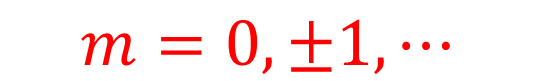 m = 0, ±1, ⋯